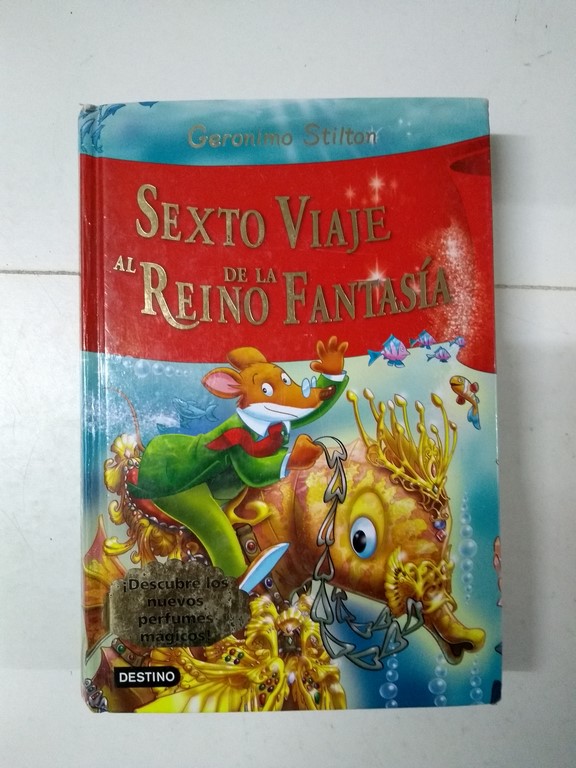 Geronimo Stilton
SEXTO VIAJE
AL REINO DE LA FANTASÍA
¡Descubre los
nuevos
perfumes
mágicos!
DESTINO